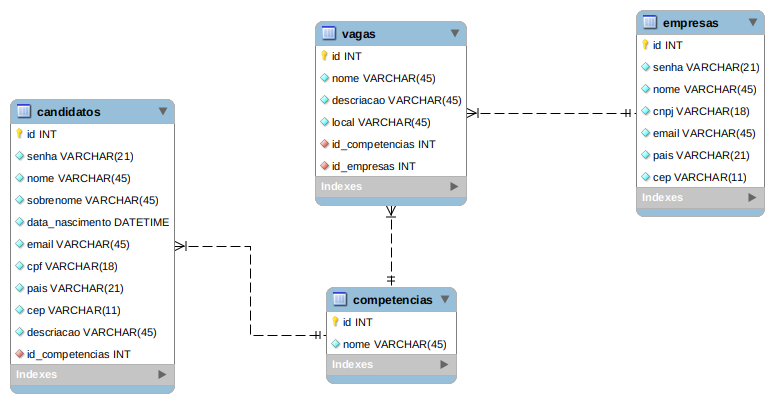 candidatos
id INT
senha VARCHAR(21)
nome VARCHAR(45)
sobrenome VARCHAR(45)
data_nascimento DATETIME
email VARCHAR(45)
cpf VARCHAR(18)
pais VARCHAR(21)
cep VARCHAR(11)
descriacao VARCHAR(45)
id_competencias INT
Indexes
vagas
id INT
nome VARCHAR(45)
descriacao VARCHAR(45)
local VARCHAR(45)
id_competencias INT
id_empresas INT
Indexes
competencias
id INT
nome VARCHAR(45)
Indexes
empresas
id INT
senha VARCHAR(21)
nome VARCHAR(45)
cnpj VARCHAR(18)
email VARCHAR(45)
pais VARCHAR(21)
cep VARCHAR(11)
Indexes